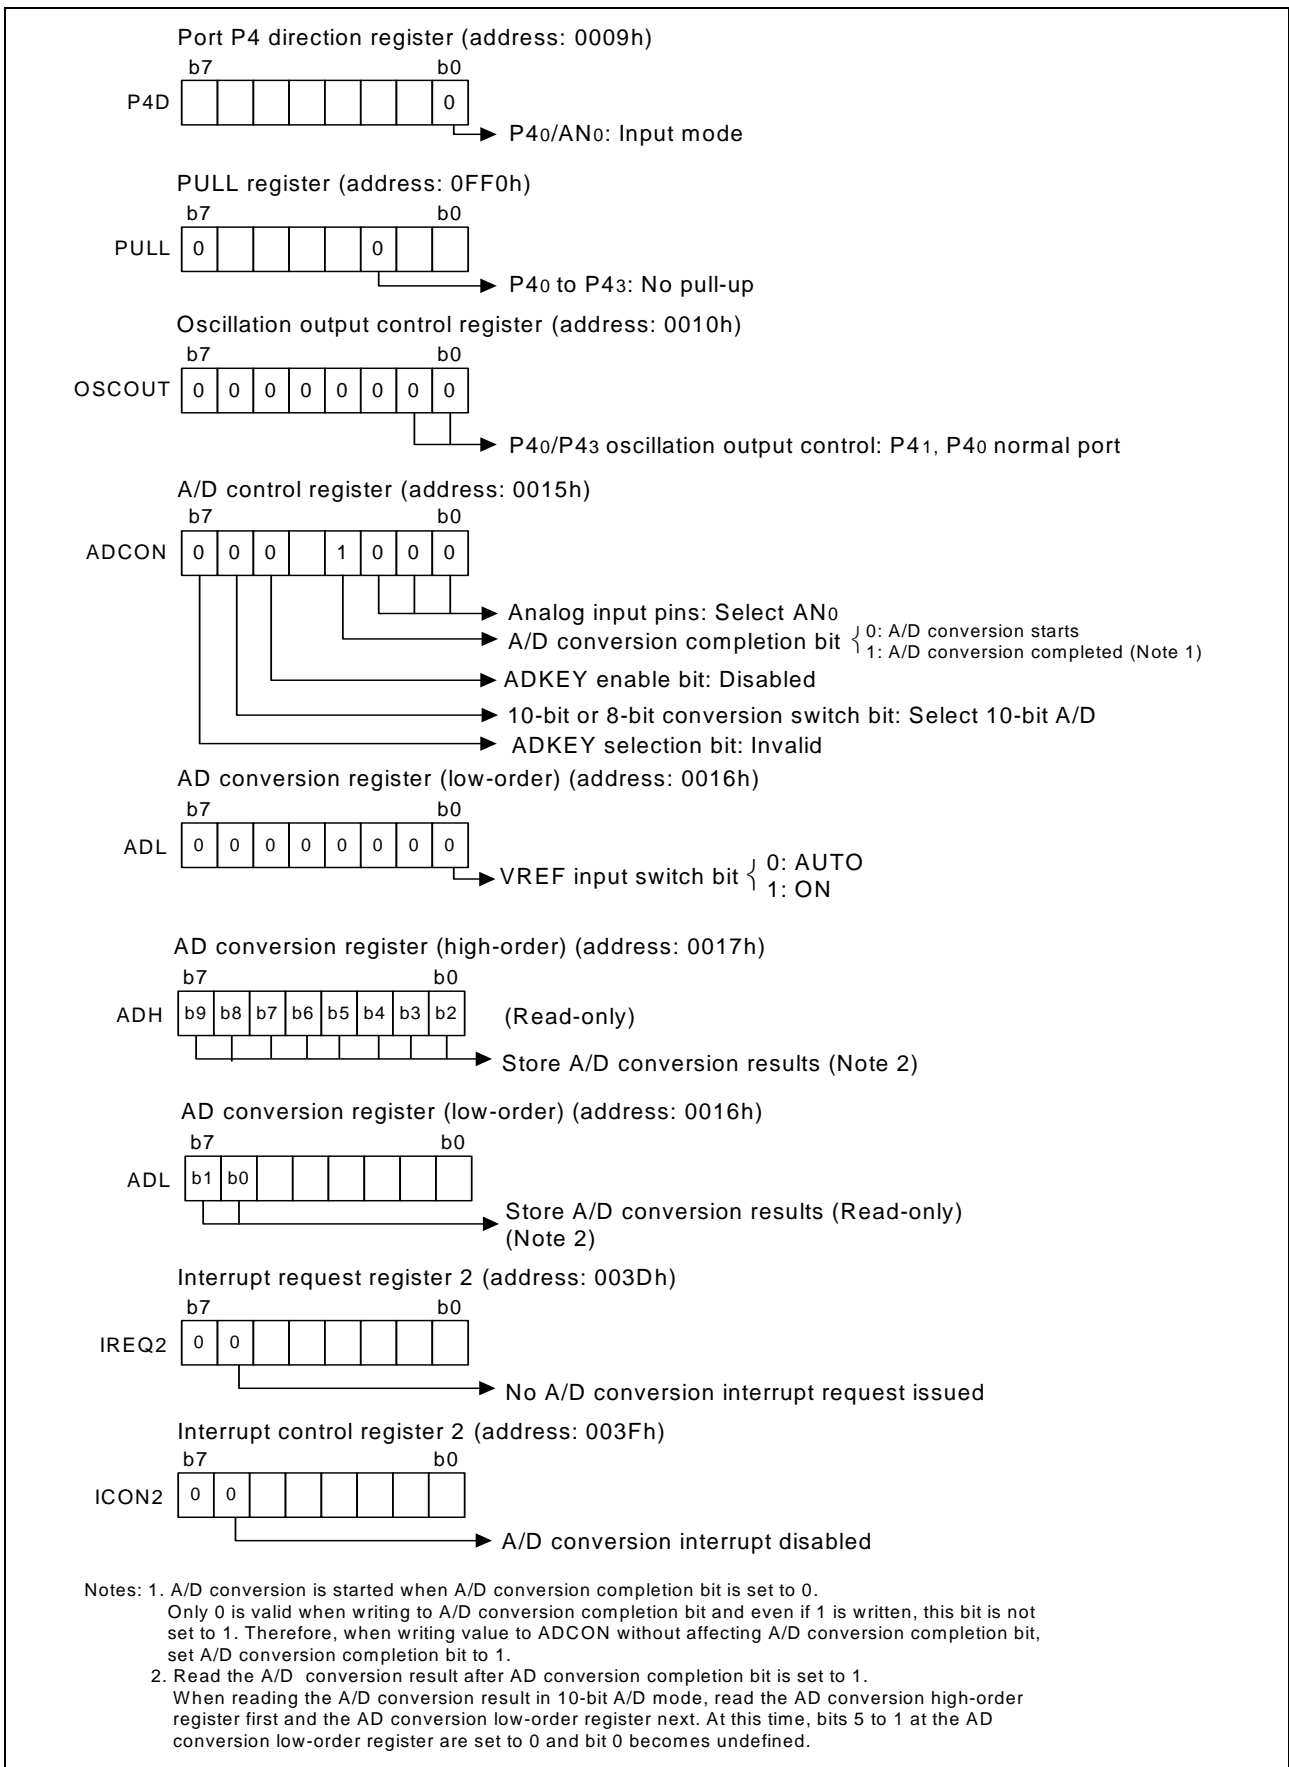 Port P4 direction register (address: 0009h)
b7 b0
P4D 0
P40/AN0: Input mode
PULL register (address: 0FF0h)
b7 b0
PULL 0 0
P40 to P43: No pull-up
Oscillation output control register (address: 0010h)
b7 b0
OSCOUT 0 0 0 0 0 0 0 0
P40/P43 oscillation output control: P41, P40 normal port
A/D control register (address: 0015h)
b7 b0
ADCON 0 0 0 1 0 0 0
Analog input pins: Select AN0
A/D conversion completion bit { 0: A/D conversion starts
1: A/D conversion completed (Note 1)
ADKEY enable bit: Disabled
10-bit or 8-bit conversion switch bit: Select 10-bit A/D
ADKEY selection bit: Invalid
AD conversion register (low-order) (address: 0016h)
b7 b0
ADL 0 0 0 0 0 0 0 0
VREF input switch bit { 0: AUTO
1: ON
AD conversion register (high-order) (address: 0017h)
b7 b0
ADH b9 b8 b7 b6 b5 b4 b3 b2 (Read-only)
Store A/D conversion results (Note 2)
AD conversion register (low-order) (address: 0016h)
b7 b0
ADL b1 b0
Store A/D conversion results (Read-only)
(Note 2)
Interrupt request register 2 (address: 003Dh)
b7 b0
IREQ2 0 0
No A/D conversion interrupt request issued
Interrupt control register 2 (address: 003Fh)
b7 b0
ICON2 0 0
A/D conversion interrupt disabled
Notes: 1. A/D conversion is started when A/D conversion completion bit is set to 0.
Only 0 is valid when writing to A/D conversion completion bit and even if 1 is written, this bit is not
set to 1. Therefore, when writing value to ADCON without affecting A/D conversion completion bit,
set A/D conversion completion bit to 1.
2. Read the A/D conversion result after AD conversion completion bit is set to 1.
When reading the A/D conversion result in 10-bit A/D mode, read the AD conversion high-order
register first and the AD conversion low-order register next. At this time, bits 5 to 1 at the AD
conversion low-order register are set to 0 and bit 0 becomes undefined.